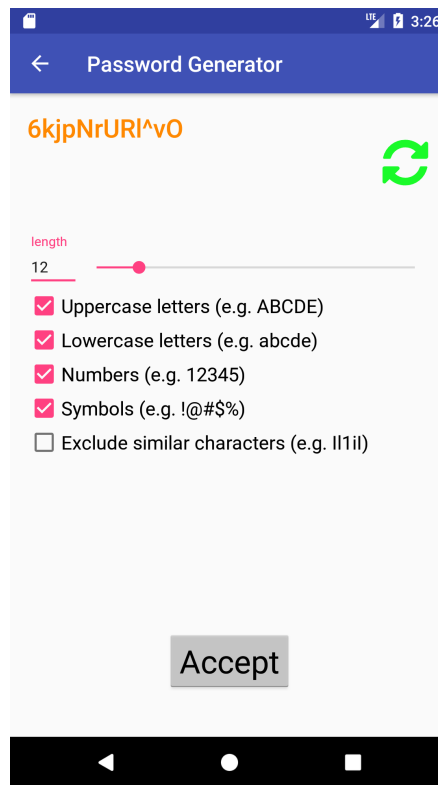 LTE 3:26
Password Generator
6kjpNrURl^vO
length
12
Uppercase letters (e.g. ABCDE)
Lowercase letters (e.g. abcde)
Numbers (e.g. 12345)
Symbols (e.g. !@#$%)
Exclude similar characters (e.g. Il1iI)
Accept